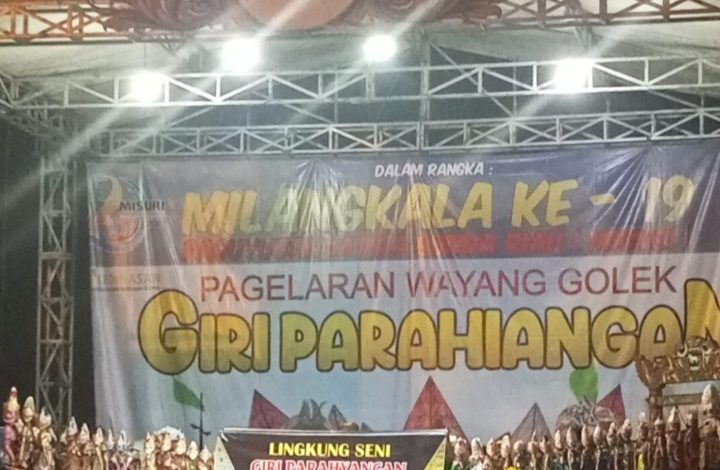 DALAM RANGKA :
MISURI
MILANGKALA KE - 19
PAGELARAN WAYANG GOLEK
GIRI PARAHIANGAN
LINGKUNG SENI
GIRI PARAHYANGAN